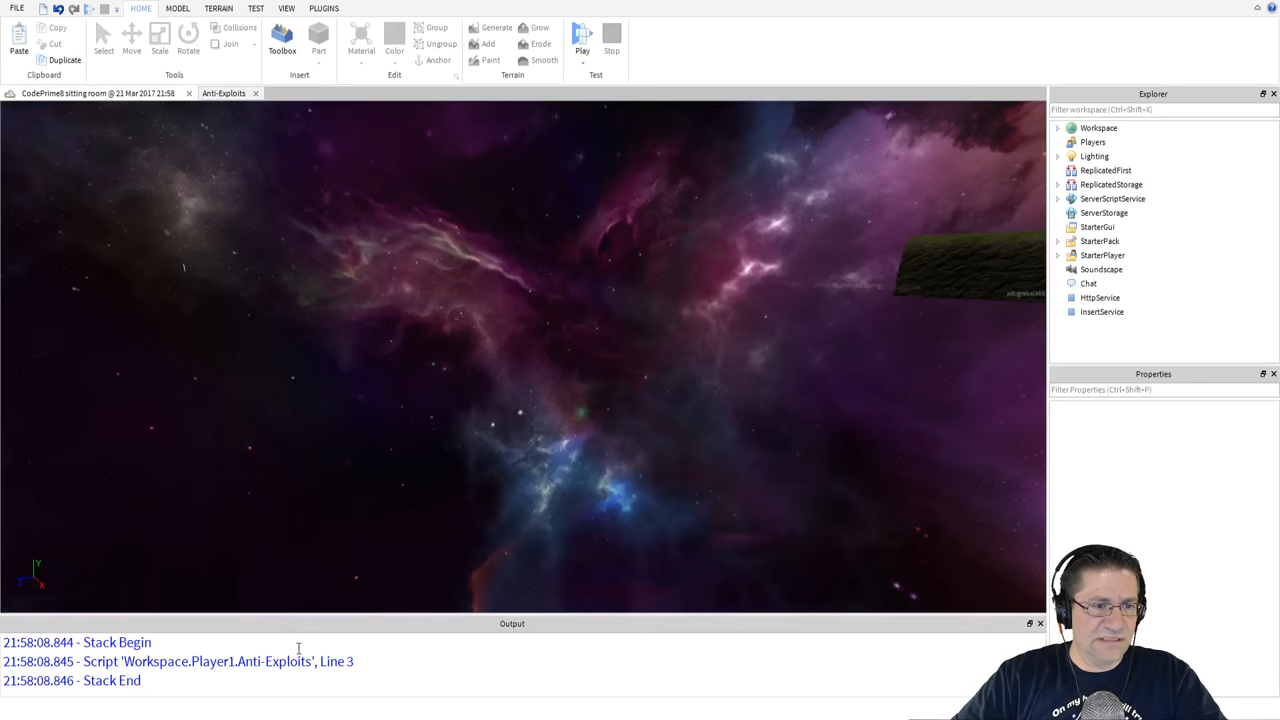 FILE
HOME
MODEL
TERRAIN
TEST
VIEW
PLUGINS
Paste
Copy
Cut
Duplicate
Clipboard
Select
Move
Scale
Rotate
Collisions
Join
Tools
Toolbox
Part
Insert
Material
Color
Group
Ungroup
Anchor
Edit
Generate
Add
Paint
Grow
Erode
Smooth
Terrain
Play
Stop
Test
CodePrime8 sitting room @ 21 Mar 2017 21:58
Anti-Exploits
Explorer
Filter workspace (Ctrl+Shift+X)
Workspace
Players
Lighting
ReplicatedFirst
ReplicatedStorage
ServerScriptService
ServerStorage
StarterGui
StarterPack
StarterPlayer
Soundscape
Chat
HttpService
InsertService
Properties
Filter Properties (Ctrl+Shift+P)
Y
Z
X
Output
21:58:08.844 - Stack Begin
21:58:08.845 - Script 'Workspace.Player1.Anti-Exploits', Line 3
21:58:08.846 - Stack End